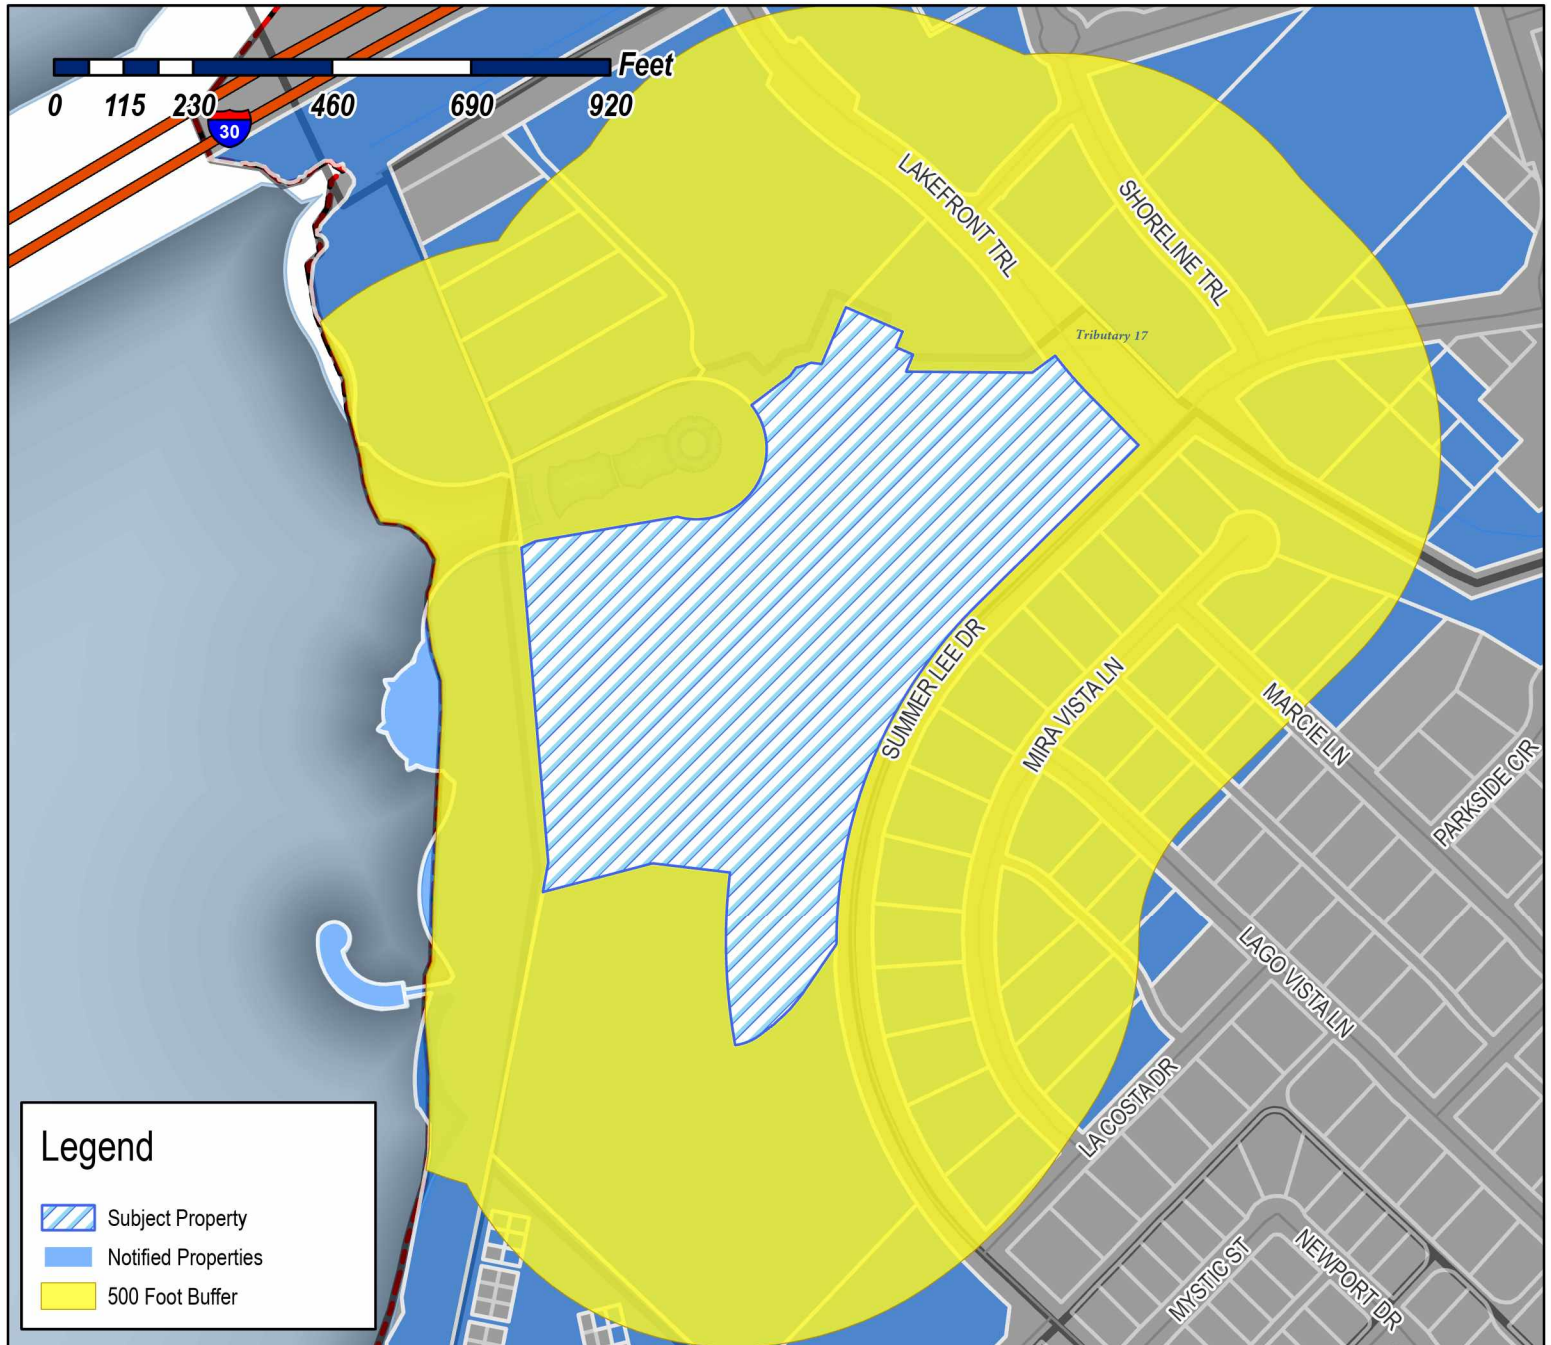 Feet
0 115 230 460 690 920
30
LAKEFRONT TRL
SHORELINE TRL
Tributary 17
SUMMER LEE DR
MIRA VISTA LN
MARCIE LN
PARKSIDE CIR
LAGO VISTA LN
LA COSTA DR
MYSTIC ST
NEWPORT DR
Legend
Subject Property
Notified Properties
500 Foot Buffer